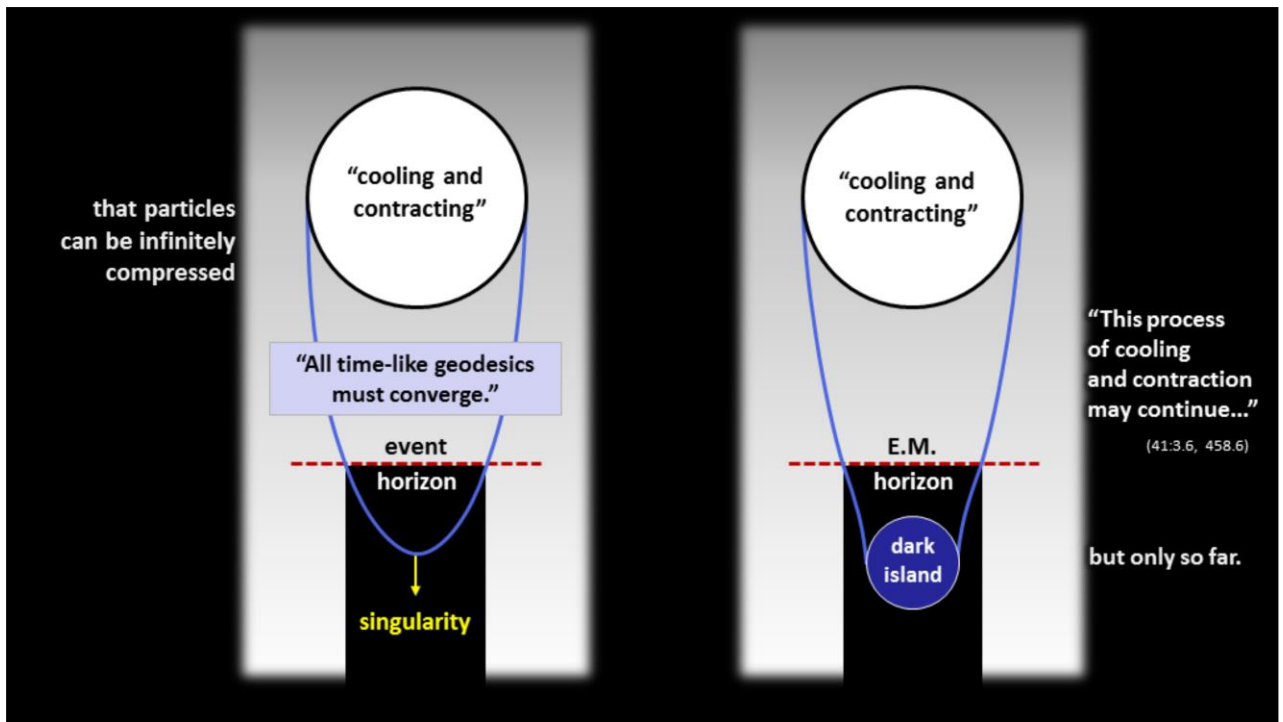 that particles
can be infinitely
compressed
“cooling and
contracting”
“All time-like geodesics
must converge.”
event
horizon
singularity
“cooling and
contracting”
E.M.
horizon
dark
island
“This process
of cooling
and contraction
may continue...”
(41:3.6, 458.6)
but only so far.